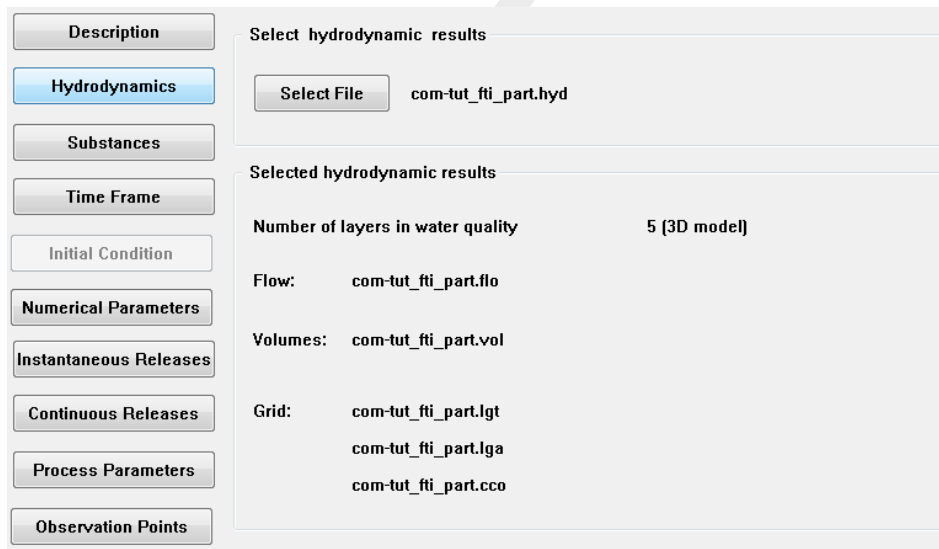 Description
Hydrodynamics
Substances
Time Frame
Initial Condition
Numerical Parameters
Instantaneous Releases
Continuous Releases
Process Parameters
Observation Points
Select hydrodynamic results
Select File com-tut_fti_part.hyd
Selected hydrodynamic results
Number of layers in water quality 5 (3D model)
Flow: com-tut_fti_part.flo
Volumes: com-tut_fti_part.vol
Grid: com-tut_fti_part.lgt
com-tut_fti_part.lga
com-tut_fti_part.cco